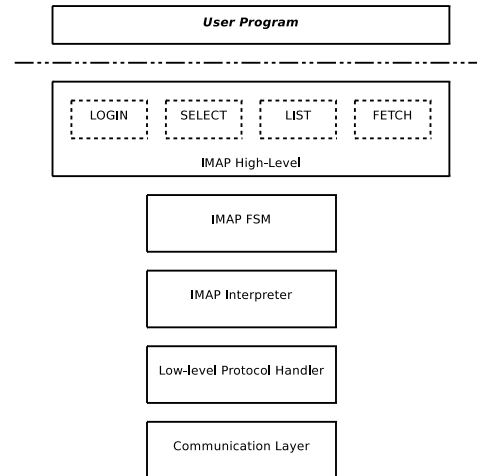 User Program
LOGIN
SELECT
LIST
FETCH
IMAP High-Level
IMAP FSM
IMAP Interpreter
Low-level Protocol Handler
Communication Layer